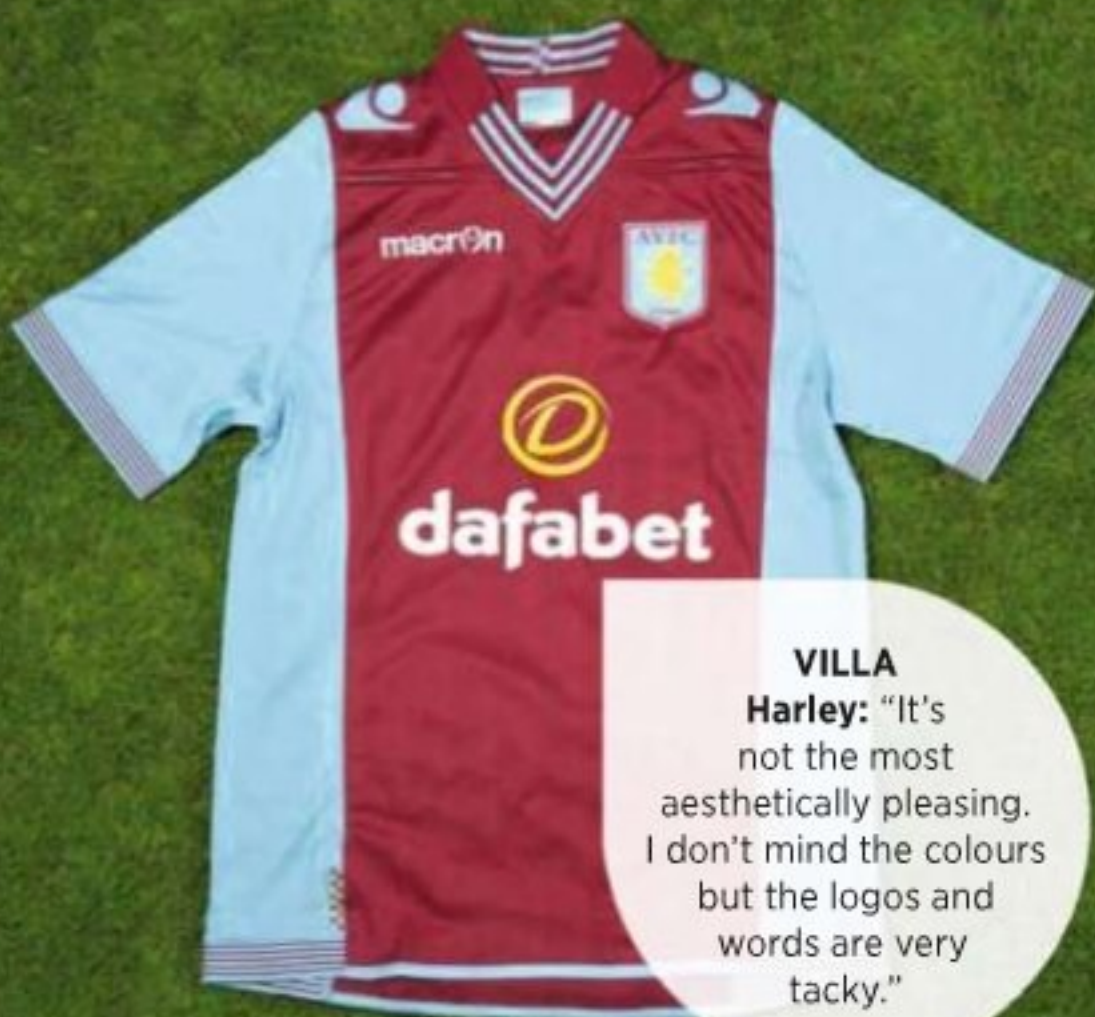 macron
AVFC
dafabet
VILLA
Harley: “It’s
not the most
aesthetically pleasing.
I don’t mind the colours
but the logos and
words are very
tacky.”